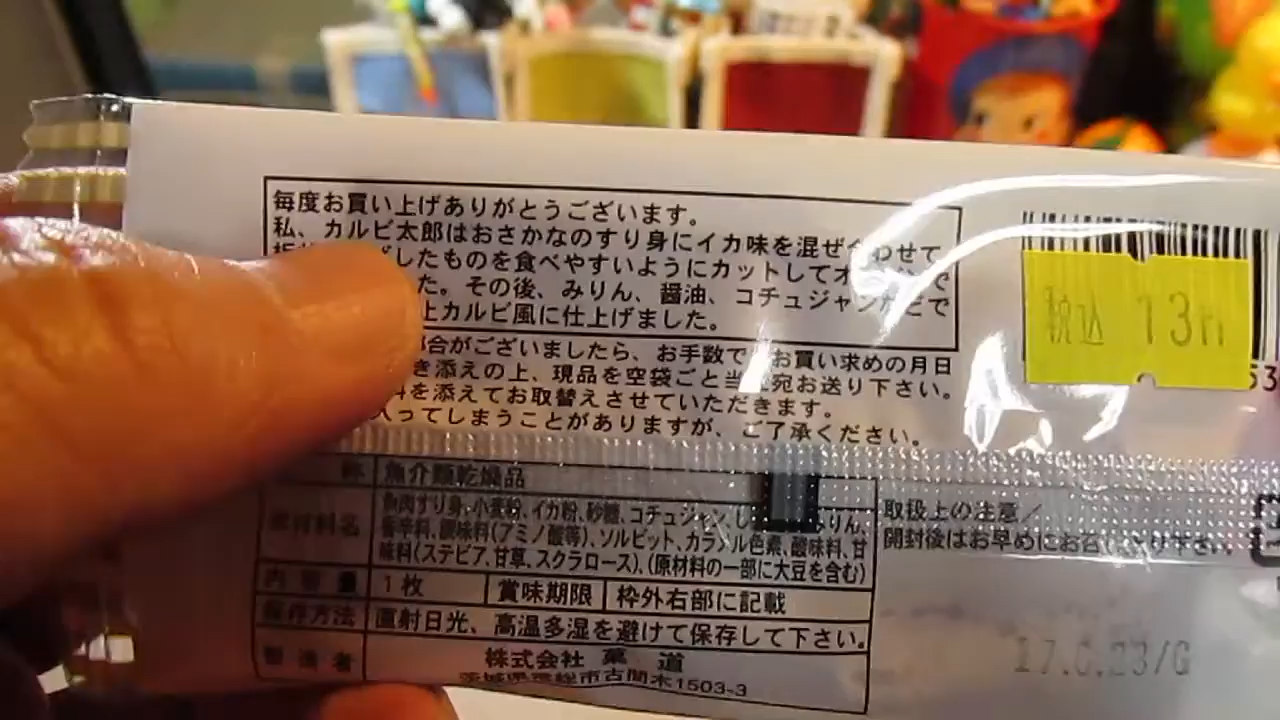 毎度お買い上げありがとうございます。
私、カルビ太郎はおさかなのすり身にイカ味を混ぜ合わせて
したものを食べやすいようにカットしてオ で
た。その後、みりん、醤油、コチュジャンなどで
上カルビ風に仕上げました。
合がございましたら、お手数で お買い求めの月日
き添えの上、現品を空袋ごと当 宛お送り下さい。
を添えてお取替えさせていただきます。
入ってしまうことがありますが、ご了承ください。
税込 13円
53
称 魚介類乾燥品
原材料名 魚肉すり身、小麦粉、イカ粉、砂糖、コチュジャン、し みりん、
香辛料、調味料(アミノ酸等)、ソルビット、カラメル色素、酸味料、甘
味料(ステビア、甘草、スクラロース)、(原材料の一部に大豆を含む)
内容量 1枚 賞味期限 枠外右部に記載
保存方法 直射日光、高温多湿を避けて保存して下さい。
製造者 株式会社 菓道
茨城県常総市古間木1503-3
取扱上の注意/
開封後はお早めにお召し上り下さい。
17.6.23/G